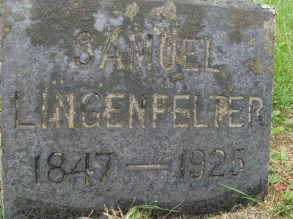 SAMUEL
LINGENFELTER
1847 — 1925